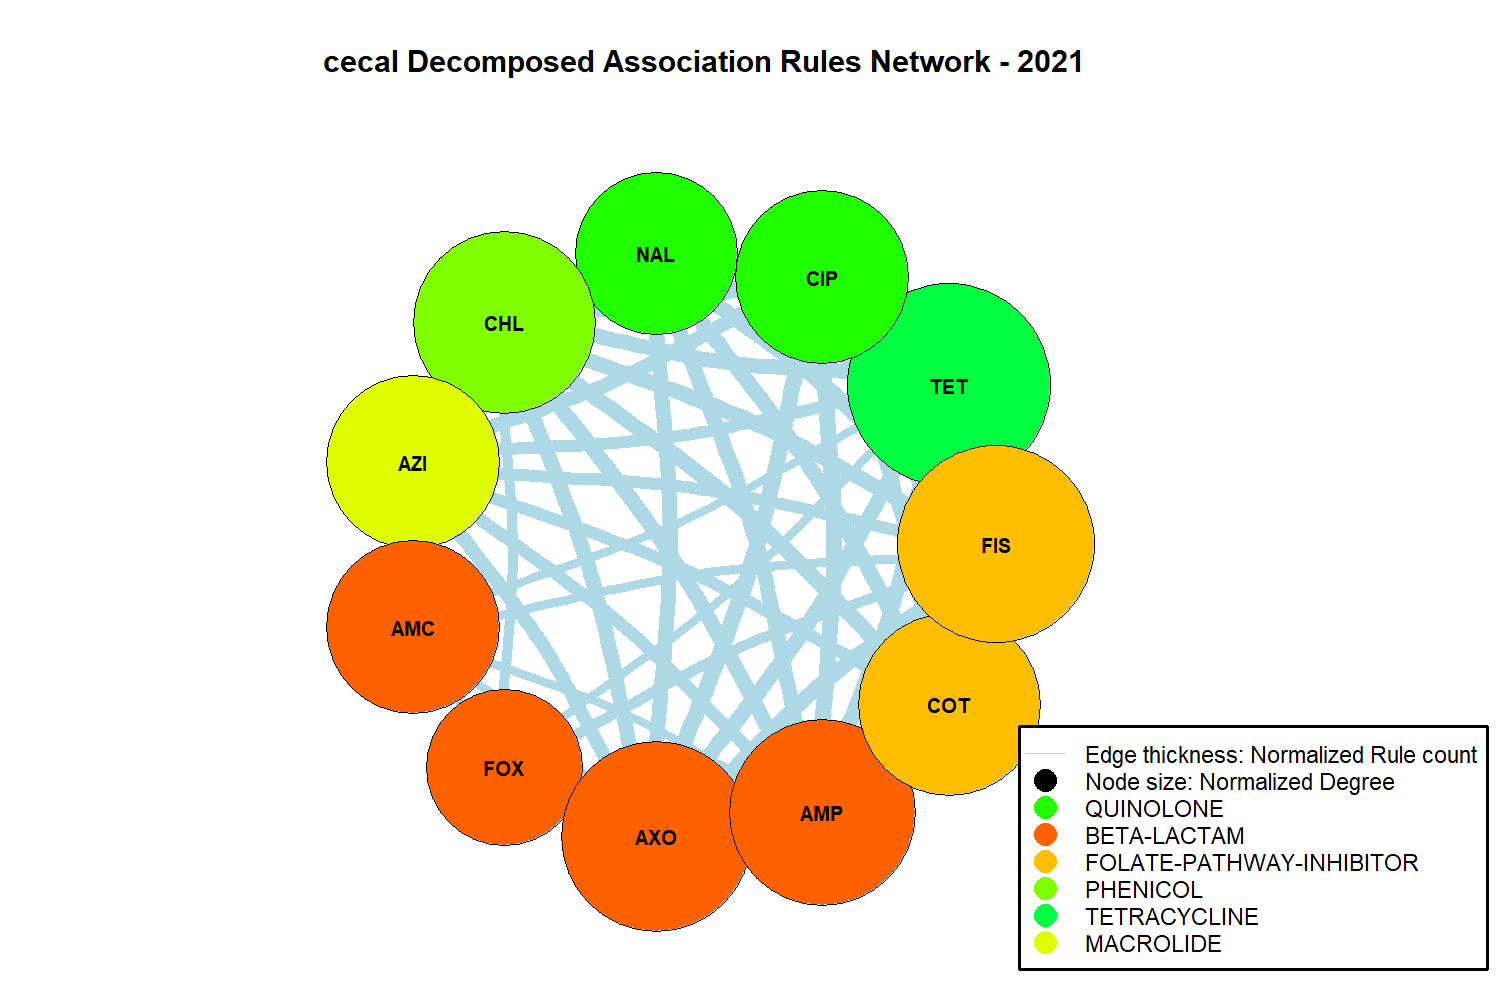 cecal Decomposed Association Rules Network - 2021
NAL
CIP
CHL
TET
AZI
FIS
AMC
COT
FOX
AXO
AMP
Edge thickness: Normalized Rule count
Node size: Normalized Degree
QUINOLONE
BETA-LACTAM
FOLATE-PATHWAY-INHIBITOR
PHENICOL
TETRACYCLINE
MACROLIDE